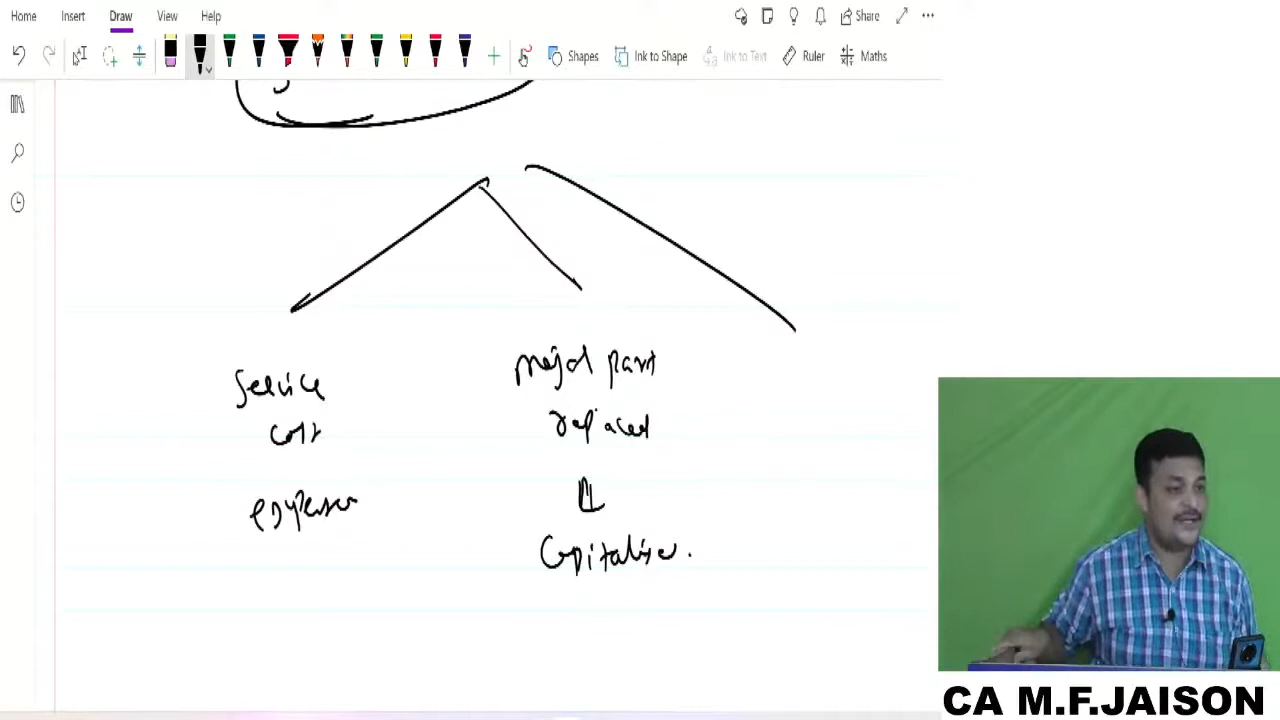 Home Insert Draw View Help
Share
Shapes Ink to Shape Ink to Text Ruler Maths
Service
cost
expenses
major part
replaced
Capitalise.
CA M.F.JAISON